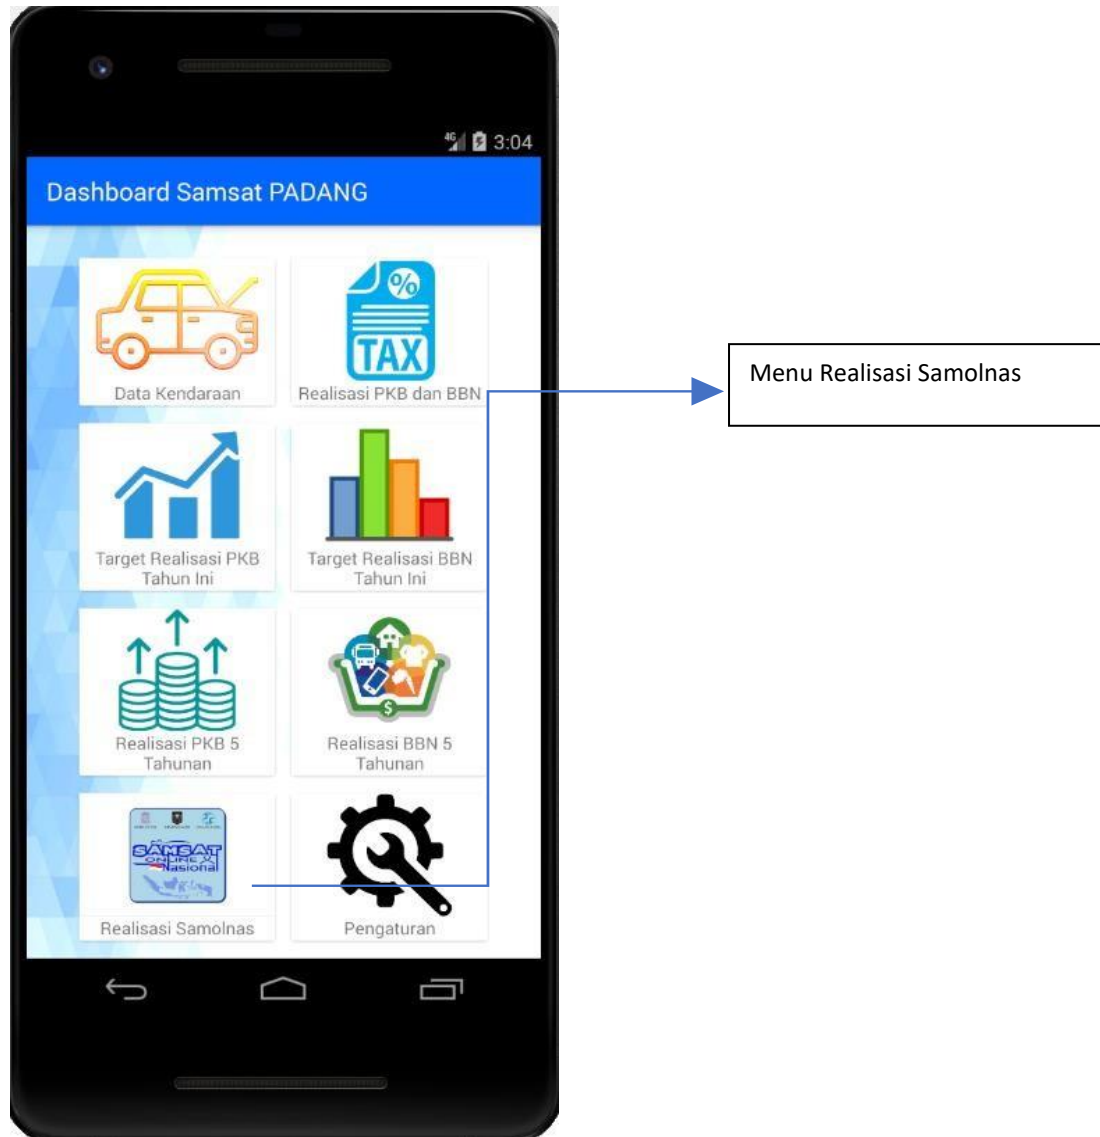 4G 3:04
Dashboard Samsat PADANG
%
TAX
Data Kendaraan
Realisasi PKB dan BBN
Menu Realisasi Samolnas
Target Realisasi PKB
Tahun Ini
Target Realisasi BBN
Tahun Ini
Realisasi PKB 5
Tahunan
$
Realisasi BBN 5
Tahunan
SAMSAT
ONLINE
Nasional
Realisasi Samolnas
Pengaturan